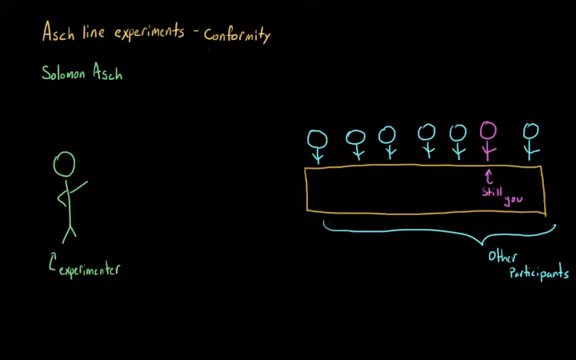 Asch line experiments - Conformity
Solomon Asch
still
you
Other
Participants
experimenter